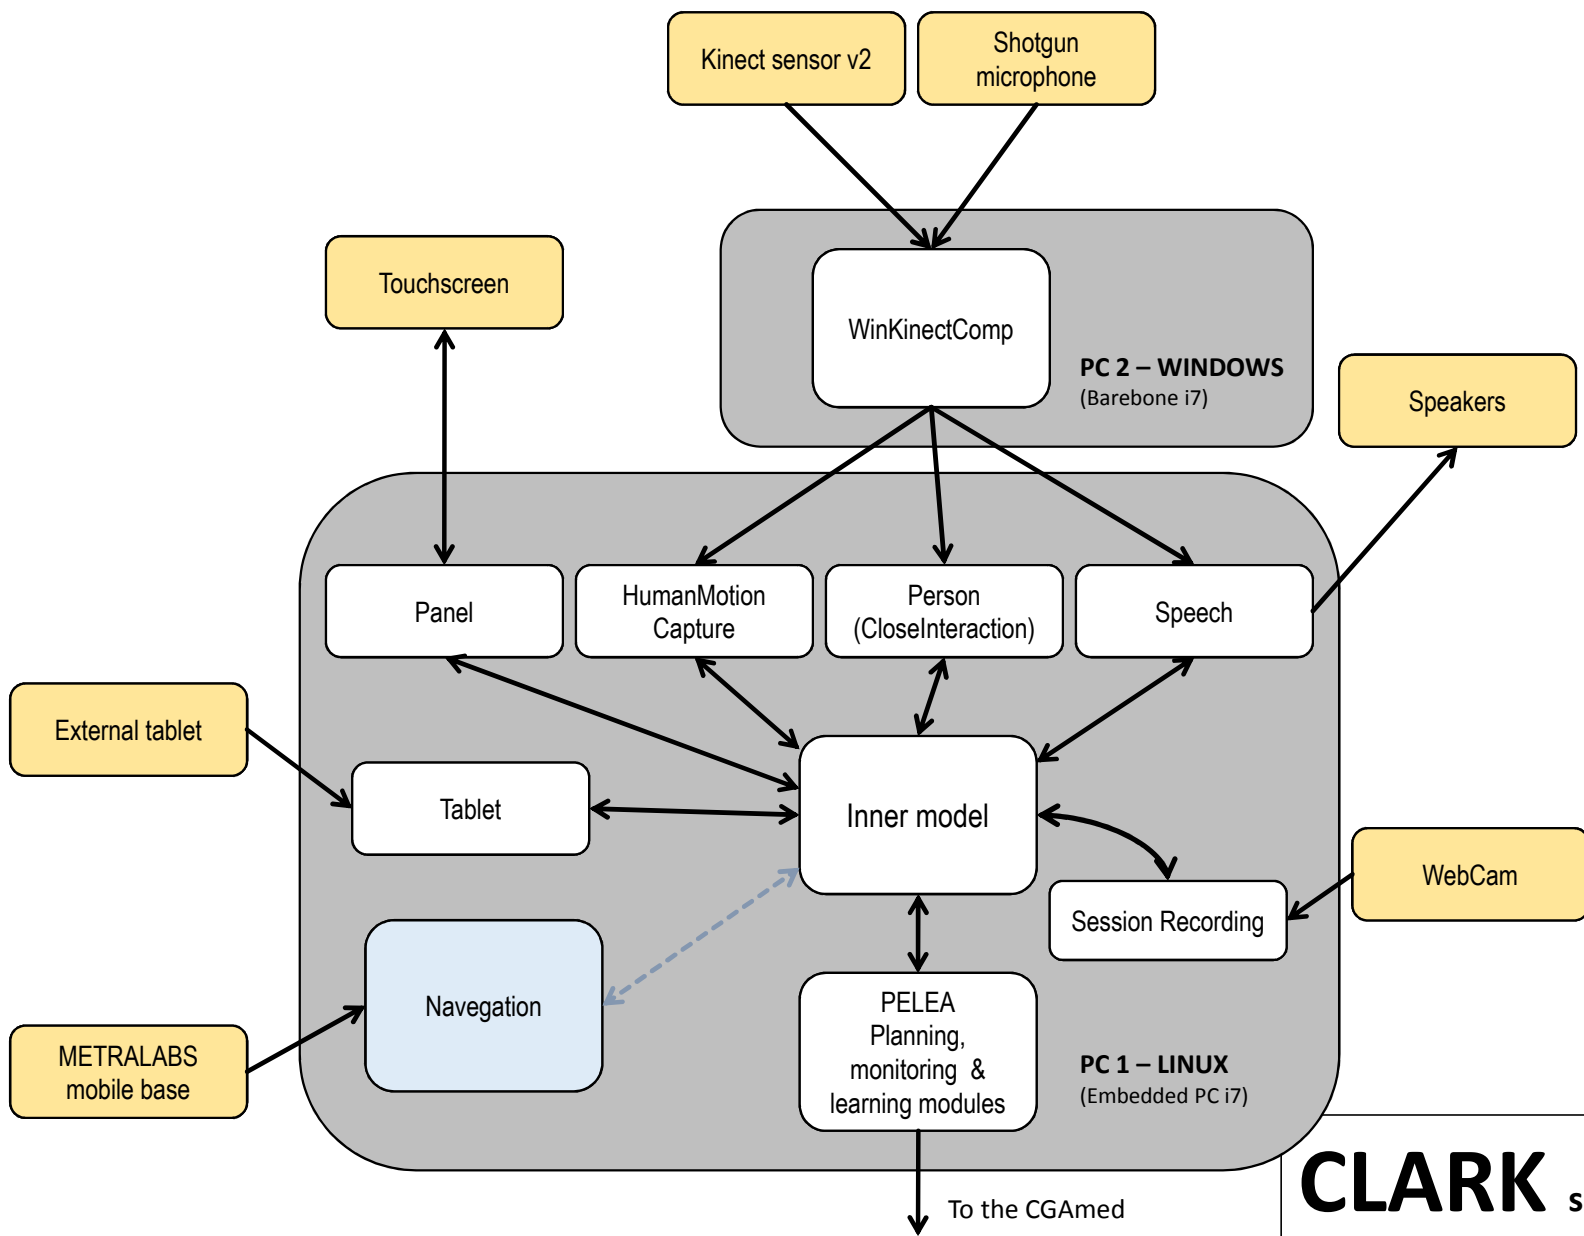 Kinect sensor v2
Shotgun
microphone
Touchscreen
WinKinectComp
PC 2 – WINDOWS
(Barebone i7)
Speakers
Panel
HumanMotion
Capture
Person
(CloseInteraction)
Speech
External tablet
Tablet
Inner model
WebCam
Session Recording
Navegation
METRALABS
mobile base
PELEA
Planning,
monitoring &
learning modules
PC 1 – LINUX
(Embedded PC i7)
To the CGAmed
CLARK s